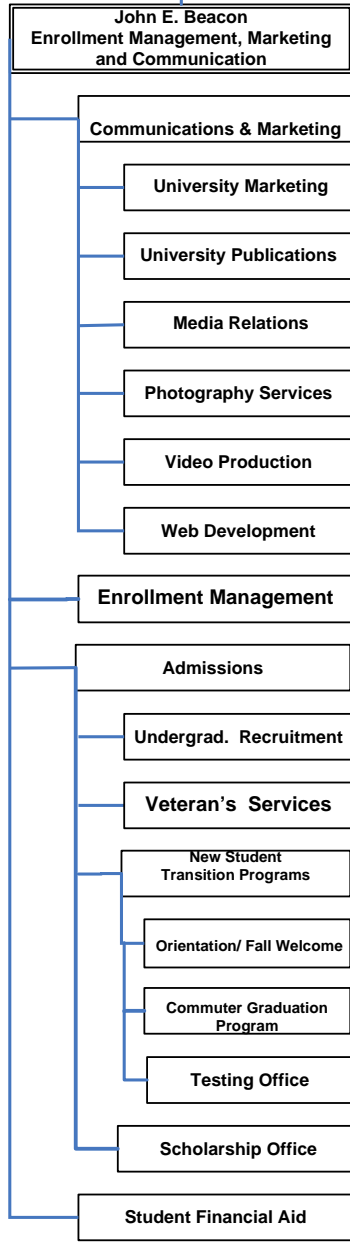 John E. Beacon
Enrollment Management, Marketing
and Communication
Communications & Marketing
University Marketing
University Publications
Media Relations
Photography Services
Video Production
Web Development
Enrollment Management
Admissions
Undergrad. Recruitment
Veteran's Services
New Student
Transition Programs
Orientation/ Fall Welcome
Commuter Graduation
Program
Testing Office
Scholarship Office
Student Financial Aid